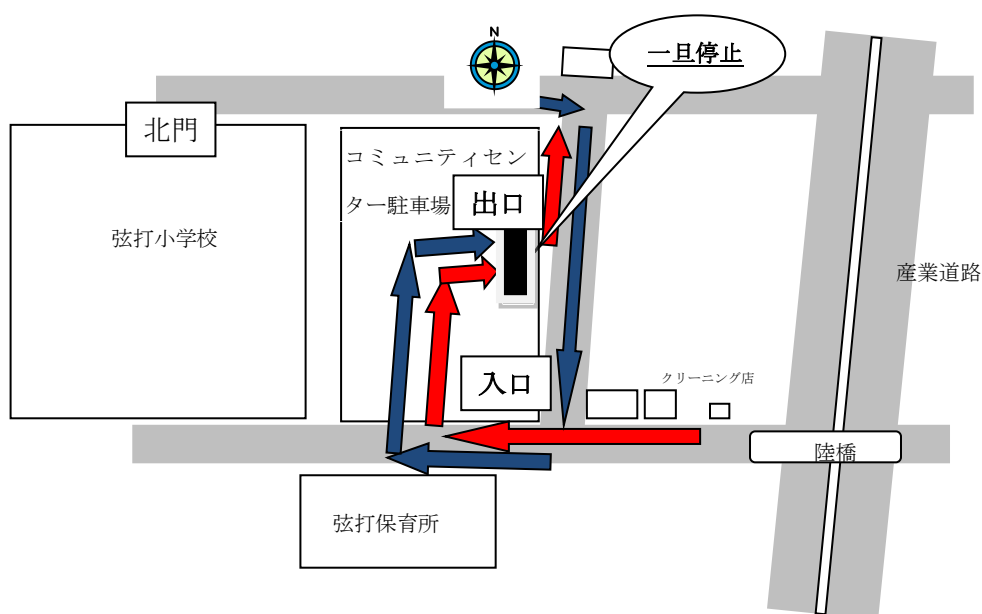 N
一旦停止
北門
コミュニティセン
ター駐車場
出口
弦打小学校
産業道路
入口
クリーニング店
陸橋
弦打保育所